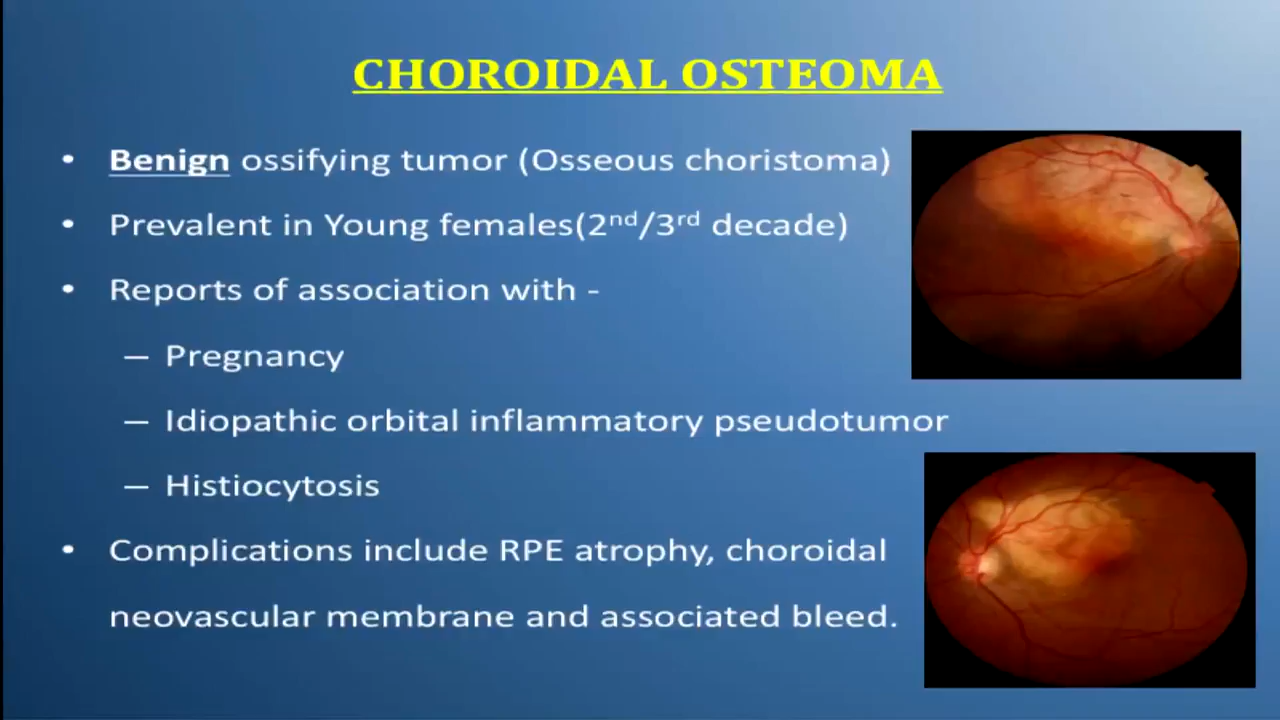 CHOROIDAL OSTEOMA
• Benign ossifying tumor (Osseous choristoma)
• Prevalent in Young females(2nd/3rd decade)
• Reports of association with -
– Pregnancy
– Idiopathic orbital inflammatory pseudotumor
– Histiocytosis
• Complications include RPE atrophy, choroidal
neovascular membrane and associated bleed.